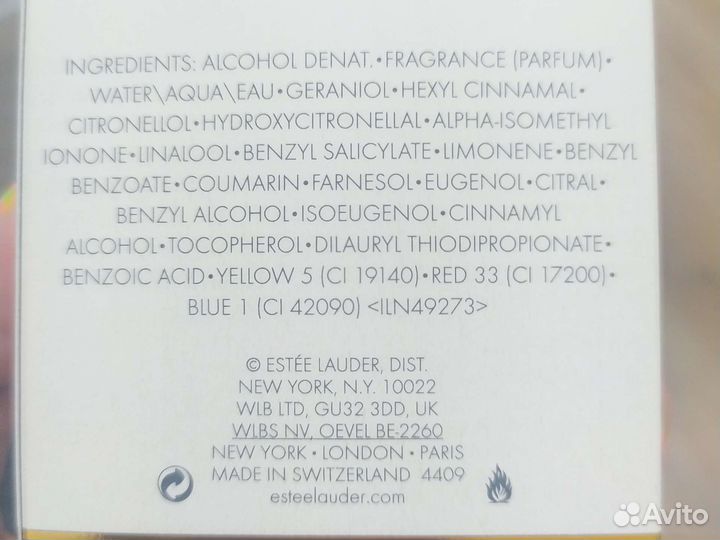 INGREDIENTS: ALCOHOL DENAT.•FRAGRANCE (PARFUM)•
WATER\AQUA\EAU•GERANIOL•HEXYL CINNAMAL•
CITRONELLOL•HYDROXYCITRONELLAL•ALPHA-ISOMETHYL
IONONE•LINALOOL•BENZYL SALICYLATE•LIMONENE•BENZYL
BENZOATE•COUMARIN•FARNESOL•EUGENOL•CITRAL•
BENZYL ALCOHOL•ISOEUGENOL•CINNAMYL
ALCOHOL•TOCOPHEROL•DILAURYL THIODIPROPIONATE•
BENZOIC ACID•YELLOW 5 (CI 19140)•RED 33 (CI 17200)•
BLUE 1 (CI 42090) <ILN49273>
© ESTÉE LAUDER, DIST.
NEW YORK, N.Y. 10022
WLB LTD, GU32 3DD, UK
WLBS NV, OEVEL BE-2260
NEW YORK • LONDON • PARIS
MADE IN SWITZERLAND 4409
esteelauder.com
Avito